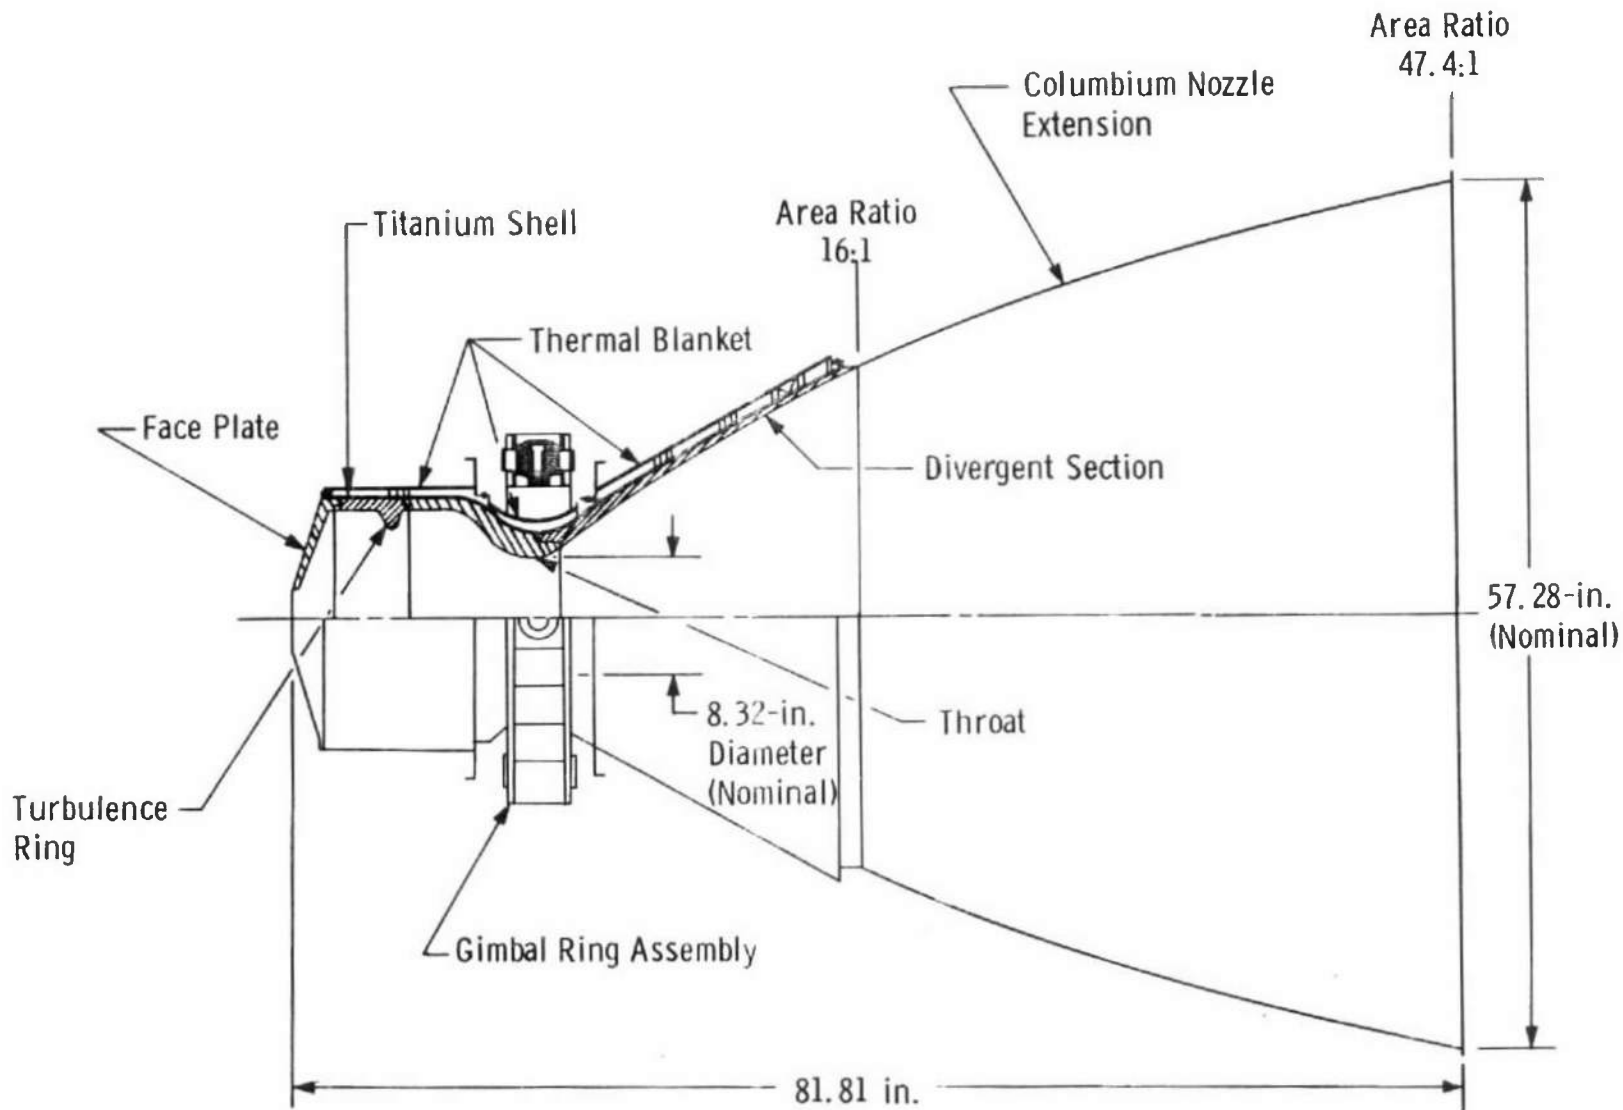 Area Ratio
47.4:1
Columbium Nozzle
Extension
Area Ratio
16:1
Titanium Shell
Thermal Blanket
Face Plate
Divergent Section
57.28-in.
(Nominal)
8.32-in.
Diameter
(Nominal)
Throat
Turbulence
Ring
Gimbal Ring Assembly
81.81 in.